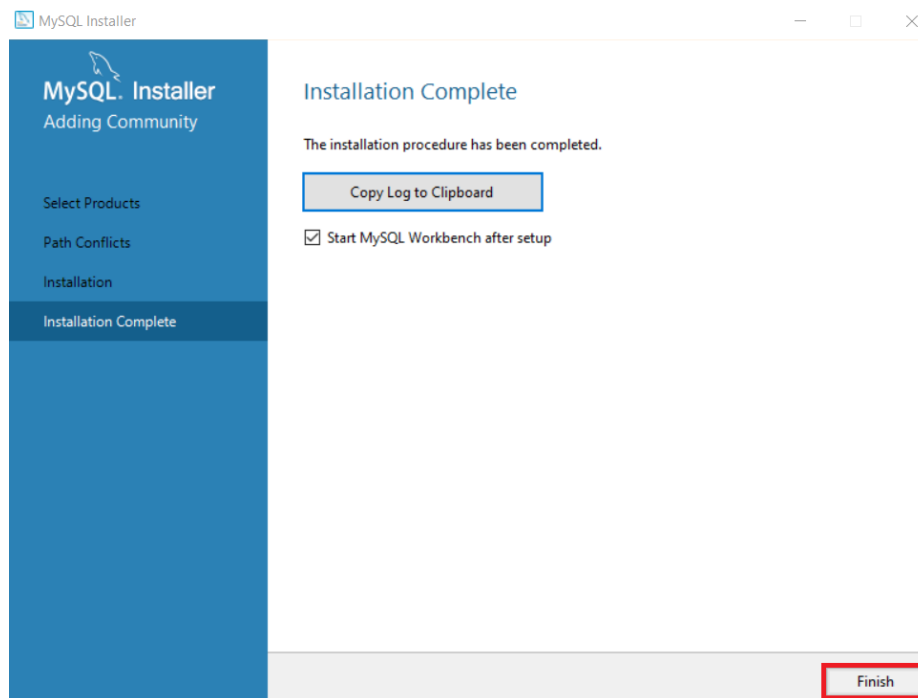 MySQL Installer
MySQL. Installer
Adding Community
Select Products
Path Conflicts
Installation
Installation Complete
Installation Complete
The installation procedure has been completed.
Copy Log to Clipboard
Start MySQL Workbench after setup
Finish